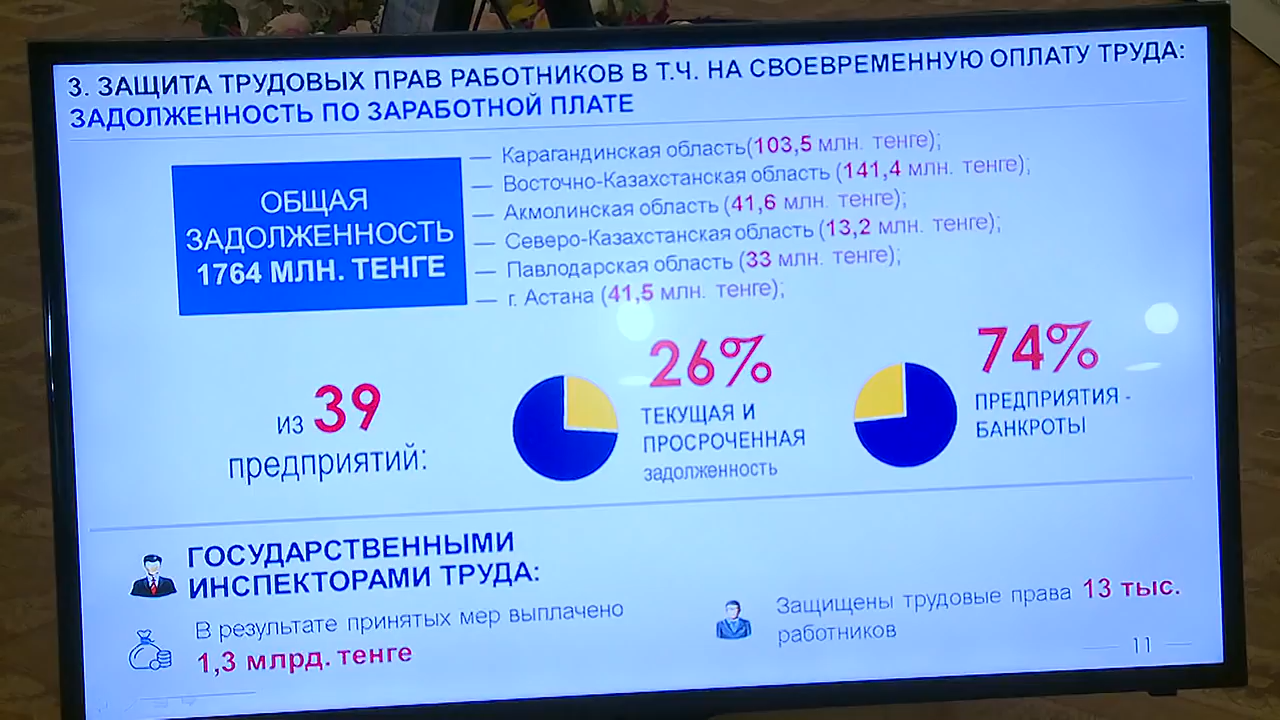 3. ЗАЩИТА ТРУДОВЫХ ПРАВ РАБОТНИКОВ В Т.Ч. НА СВОЕВРЕМЕННУЮ ОПЛАТУ ТРУДА:
ЗАДОЛЖЕННОСТЬ ПО ЗАРАБОТНОЙ ПЛАТЕ
ОБЩАЯ
ЗАДОЛЖЕННОСТЬ
1764 МЛН. ТЕНГЕ
— Карагандинская область(103,5 млн. тенге);
— Восточно-Казахстанская область (141,4 млн. тенге);
— Акмолинская область (41,6 млн. тенге);
— Северо-Казахстанская область (13,2 млн. тенге);
— Павлодарская область (33 млн. тенге);
— г. Астана (41,5 млн. тенге);
из 39
предприятий:
26%
ТЕКУЩАЯ И
ПРОСРОЧЕННАЯ
задолженность
74%
ПРЕДПРИЯТИЯ -
БАНКРОТЫ
ГОСУДАРСТВЕННЫМИ
ИНСПЕКТОРАМИ ТРУДА:
В результате принятых мер выплачено
1,3 млрд. тенге
Защищены трудовые права 13 тыс.
работников
11